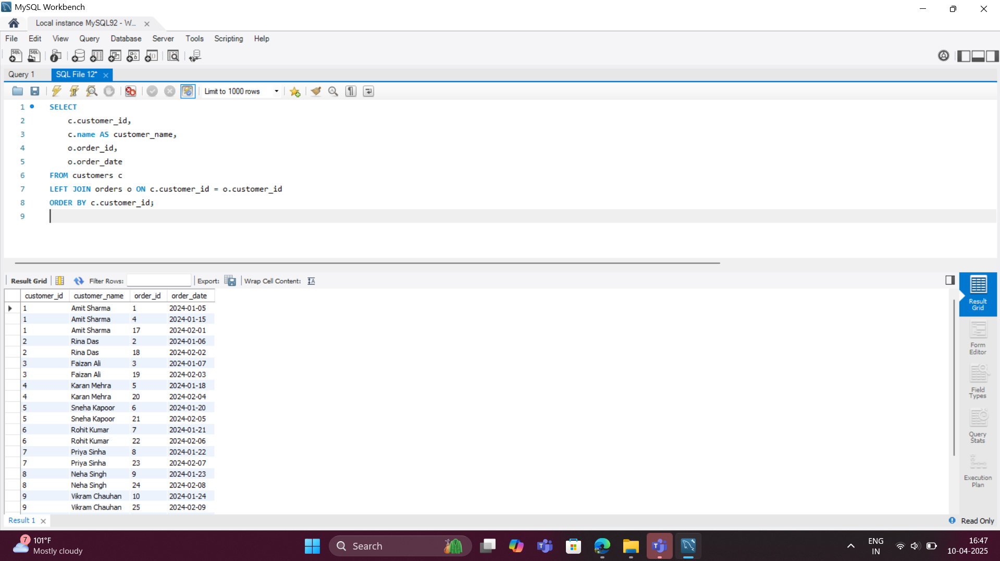 MySQL Workbench
Local instance MySQL92 - W...
File Edit View Query Database Server Tools Scripting Help
Query 1 SQL File 12*
Limit to 1000 rows
1 SELECT
2 c.customer_id,
3 c.name AS customer_name,
4 o.order_id,
5 o.order_date
6 FROM customers c
7 LEFT JOIN orders o ON c.customer_id = o.customer_id
8 ORDER BY c.customer_id;
9
Result Grid Filter Rows: Export: Wrap Cell Content:
customer_id customer_name order_id order_date
1 Amit Sharma 1 2024-01-05
1 Amit Sharma 4 2024-01-15
1 Amit Sharma 17 2024-02-01
2 Rina Das 2 2024-01-06
2 Rina Das 18 2024-02-02
3 Faizan Ali 3 2024-01-07
3 Faizan Ali 19 2024-02-03
4 Karan Mehra 5 2024-01-18
4 Karan Mehra 20 2024-02-04
5 Sneha Kapoor 6 2024-01-20
5 Sneha Kapoor 21 2024-02-05
6 Rohit Kumar 7 2024-01-21
6 Rohit Kumar 22 2024-02-06
7 Priya Sinha 8 2024-01-22
7 Priya Sinha 23 2024-02-07
8 Neha Singh 9 2024-01-23
8 Neha Singh 24 2024-02-08
9 Vikram Chauhan 10 2024-01-24
9 Vikram Chauhan 25 2024-02-09
Result
Grid
Form
Editor
Field
Types
Query
Stats
Execution
Plan
Result 1
Read Only
7
101°F
Mostly cloudy
Search
ENG
IN
16:47
10-04-2025